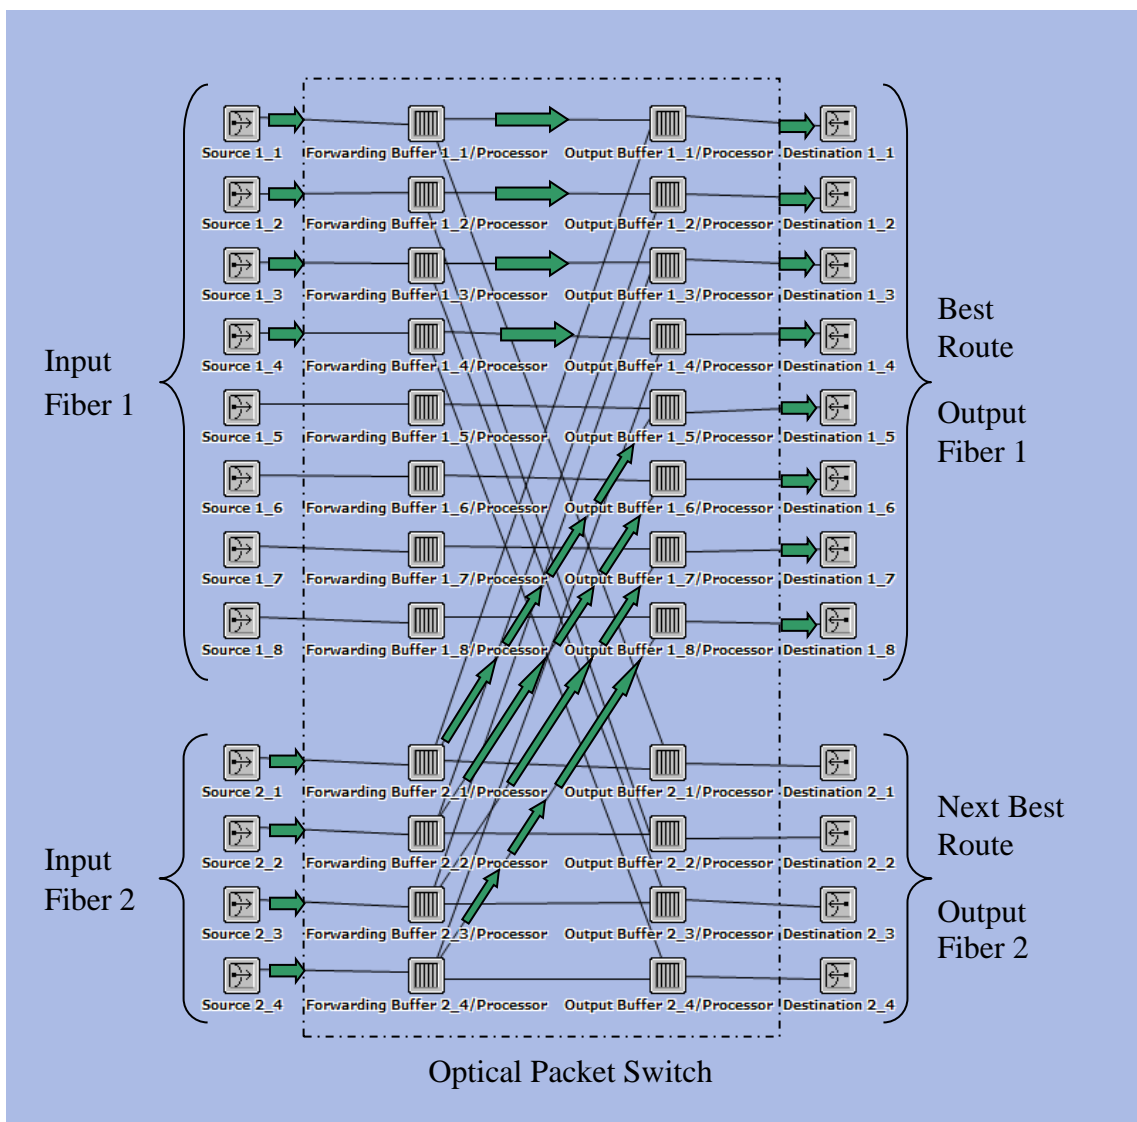 Source 1_1 Forwarding Buffer 1_1/Processor Output Buffer 1_1/Processor Destination 1_1
Source 1_2 Forwarding Buffer 1_2/Processor Output Buffer 1_2/Processor Destination 1_2
Source 1_3 Forwarding Buffer 1_3/Processor Output Buffer 1_3/Processor Destination 1_3
Source 1_4 Forwarding Buffer 1_4/Processor Output Buffer 1_4/Processor Destination 1_4
Source 1_5 Forwarding Buffer 1_5/Processor Output Buffer 1_5/Processor Destination 1_5
Source 1_6 Forwarding Buffer 1_6/Processor Output Buffer 1_6/Processor Destination 1_6
Source 1_7 Forwarding Buffer 1_7/Processor Output Buffer 1_7/Processor Destination 1_7
Source 1_8 Forwarding Buffer 1_8/Processor Output Buffer 1_8/Processor Destination 1_8
Input
Fiber 1
Best
Route
Output
Fiber 1
Source 2_1 Forwarding Buffer 2_1/Processor Output Buffer 2_1/Processor Destination 2_1
Source 2_2 Forwarding Buffer 2_2/Processor Output Buffer 2_2/Processor Destination 2_2
Source 2_3 Forwarding Buffer 2_3/Processor Output Buffer 2_3/Processor Destination 2_3
Source 2_4 Forwarding Buffer 2_4/Processor Output Buffer 2_4/Processor Destination 2_4
Input
Fiber 2
Next Best
Route
Output
Fiber 2
Optical Packet Switch